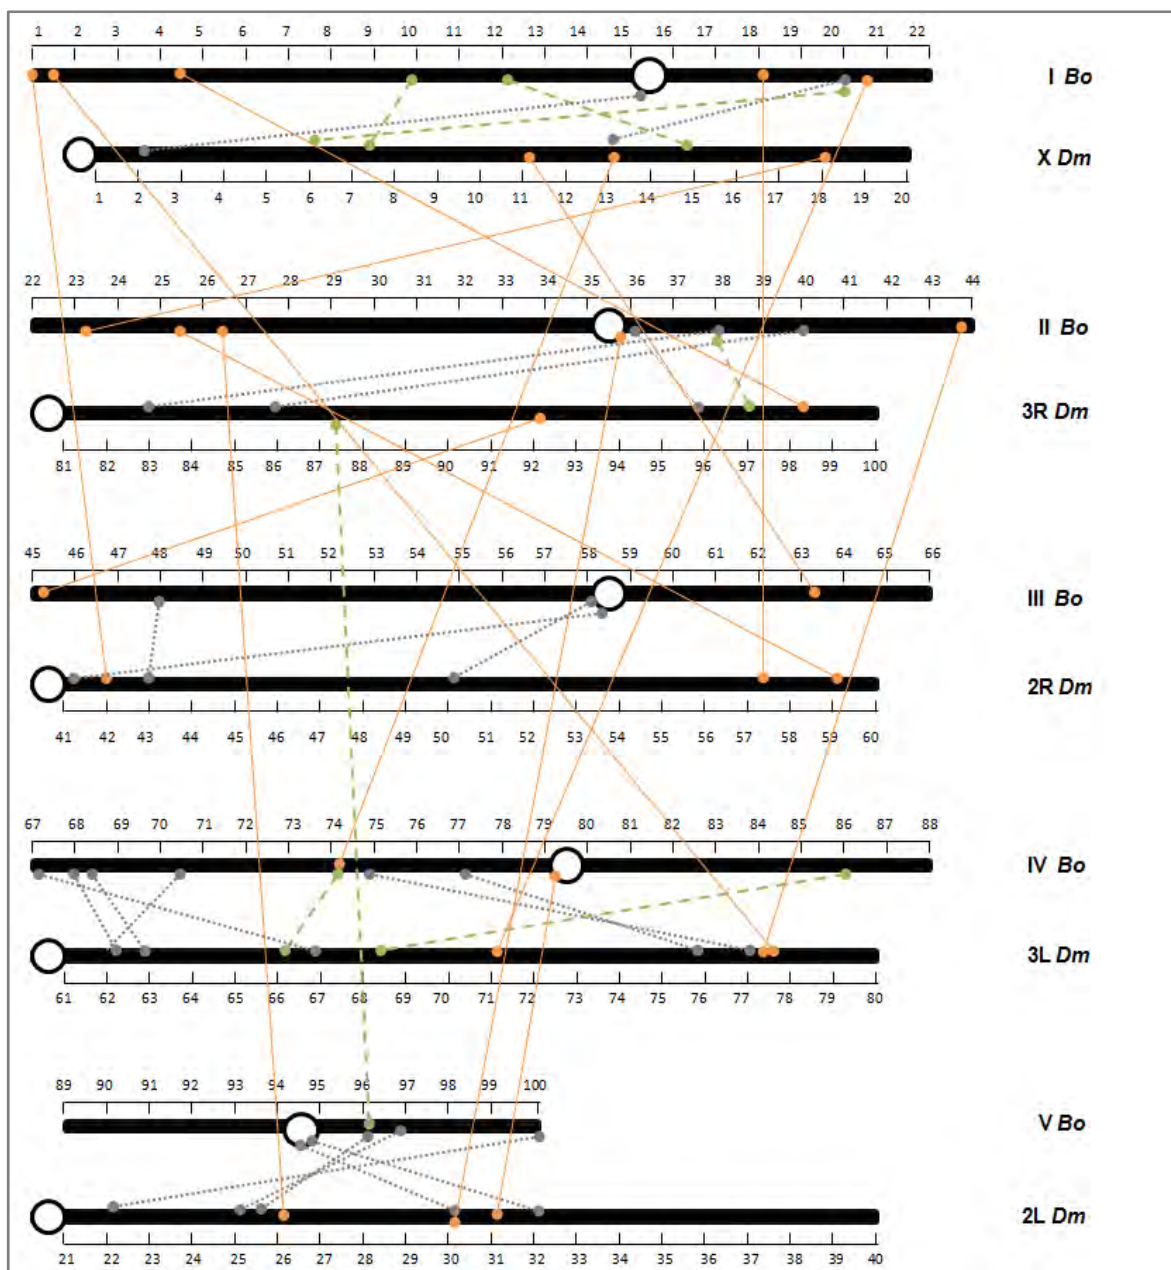 1 2 3 4 5 6 7 8 9 10 11 12 13 14 15 16 17 18 19 20 21 22
I Bo
X Dm
1 2 3 4 5 6 7 8 9 10 11 12 13 14 15 16 17 18 19 20
22 23 24 25 26 27 28 29 30 31 32 33 34 35 36 37 38 39 40 41 42 43 44
II Bo
3R Dm
81 82 83 84 85 86 87 88 89 90 91 92 93 94 95 96 97 98 99 100
45 46 47 48 49 50 51 52 53 54 55 56 57 58 59 60 61 62 63 64 65 66
III Bo
2R Dm
41 42 43 44 45 46 47 48 49 50 51 52 53 54 55 56 57 58 59 60
67 68 69 70 71 72 73 74 75 76 77 78 79 80 81 82 83 84 85 86 87 88
IV Bo
3L Dm
61 62 63 64 65 66 67 68 69 70 71 72 73 74 75 76 77 78 79 80
89 90 91 92 93 94 95 96 97 98 99 100
V Bo
2L Dm
21 22 23 24 25 26 27 28 29 30 31 32 33 34 35 36 37 38 39 40